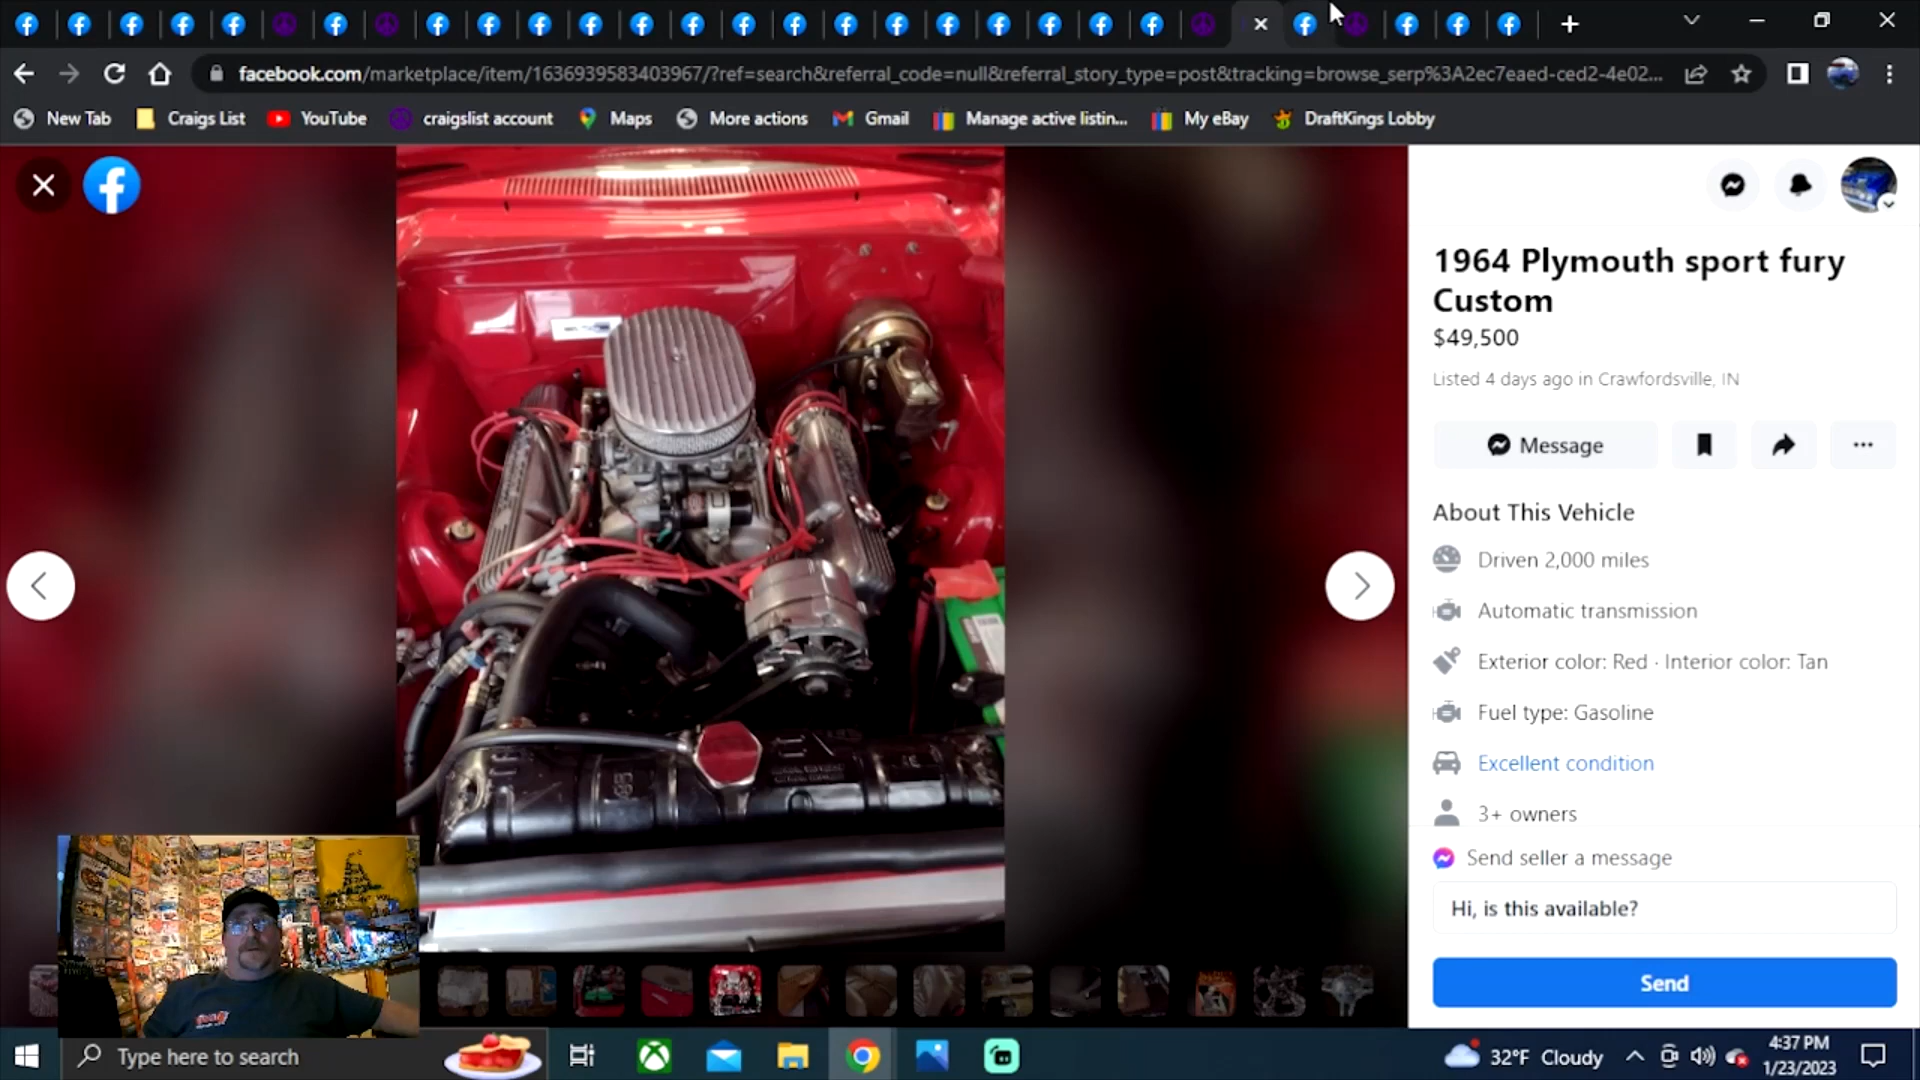 facebook.com/marketplace/item/1636939583403967/?ref=search&referral_code=null&referral_story_type=post&tracking=browse_serp%3A2ec7eaed-ced2-4e02...
New Tab
Craigs List
YouTube
craigslist account
Maps
More actions
Gmail
Manage active listin...
My eBay
DraftKings Lobby
1964 Plymouth sport fury
Custom
$49,500
Listed 4 days ago in Crawfordsville, IN
Message
About This Vehicle
Driven 2,000 miles
Automatic transmission
Exterior color: Red · Interior color: Tan
Fuel type: Gasoline
Excellent condition
3+ owners
Send seller a message
Hi, is this available?
Send
Type here to search
32°F Cloudy
4:37 PM
1/23/2023